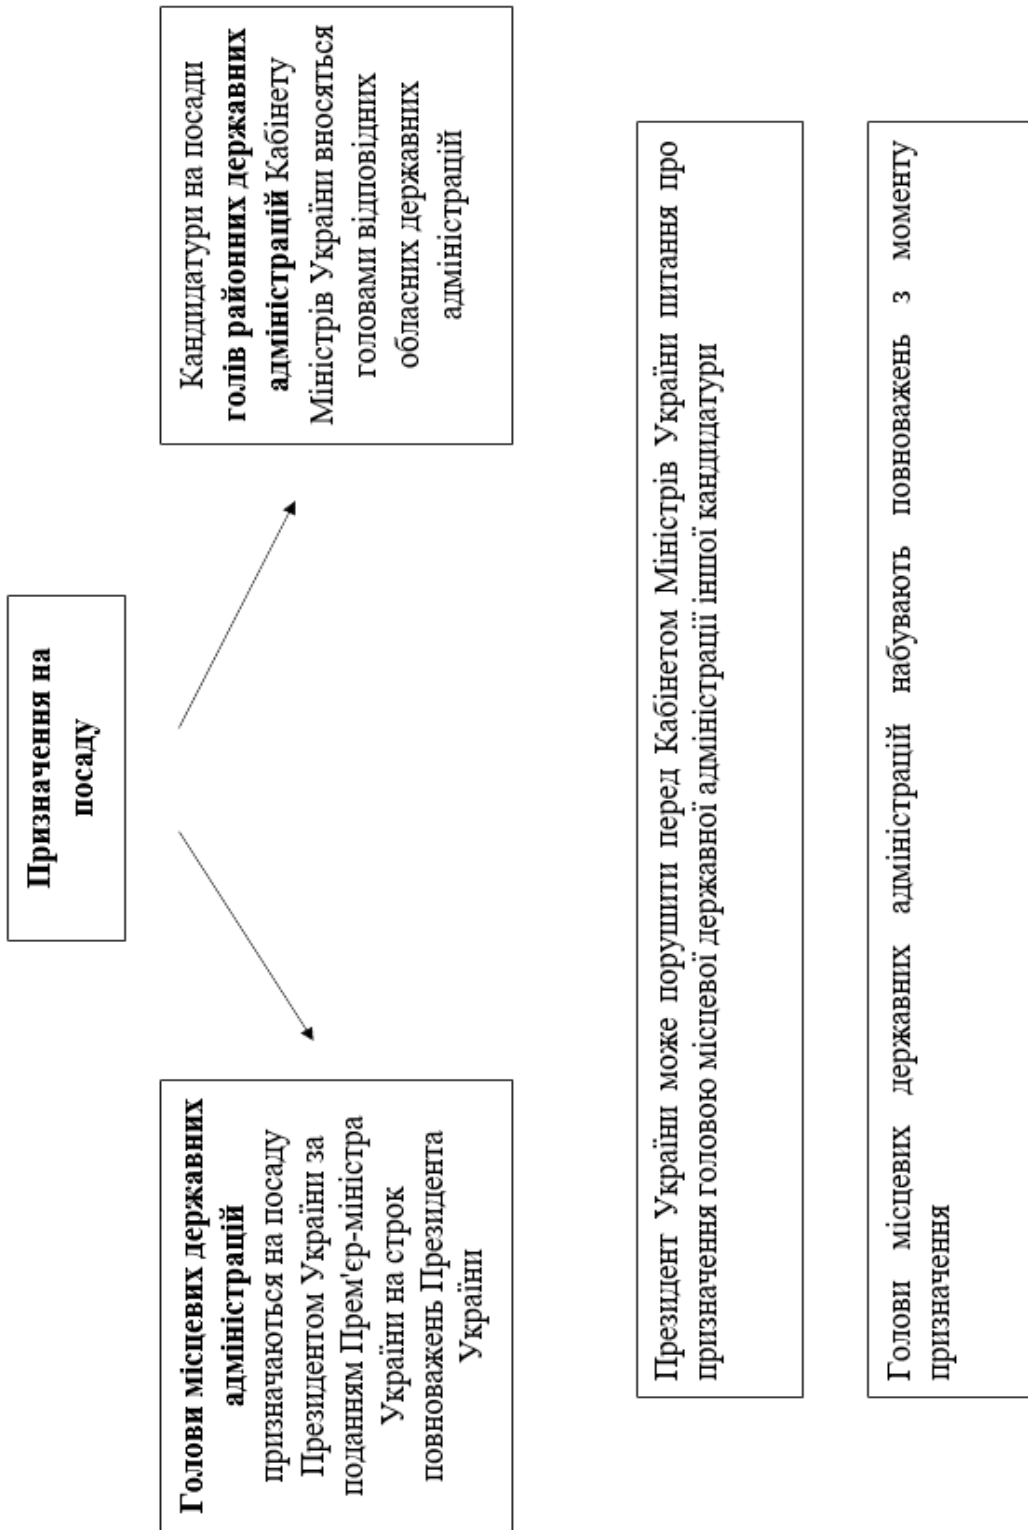 Призначення на
посаду
Голови місцевих державних
адміністрацій
призначаються на посаду
Президентом України за
поданням Прем'єр-міністра
України на строк
повноважень Президента
України
Кандидатури на посади
голів районних державних
адміністрацій Кабінету
Міністрів України вносяться
головами відповідних
обласних державних
адміністрацій
Президент України може порушити перед Кабінетом Міністрів України питання про
призначення головою місцевої державної адміністрації іншої кандидатури
Голови місцевих державних адміністрацій набувають повноважень з моменту
призначення